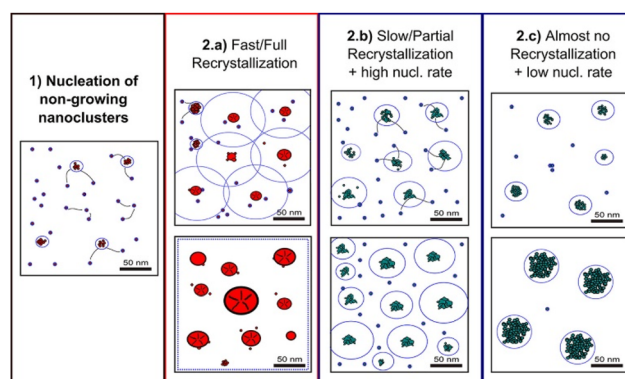 1) Nucleation of
non-growing
nanoclusters
50 nm
2.a) Fast/Full
Recrystallization
50 nm
50 nm
2.b) Slow/Partial
Recrystallization
+ high nucl. rate
50 nm
50 nm
2.c) Almost no
Recrystallization
+ low nucl. rate
50 nm
50 nm